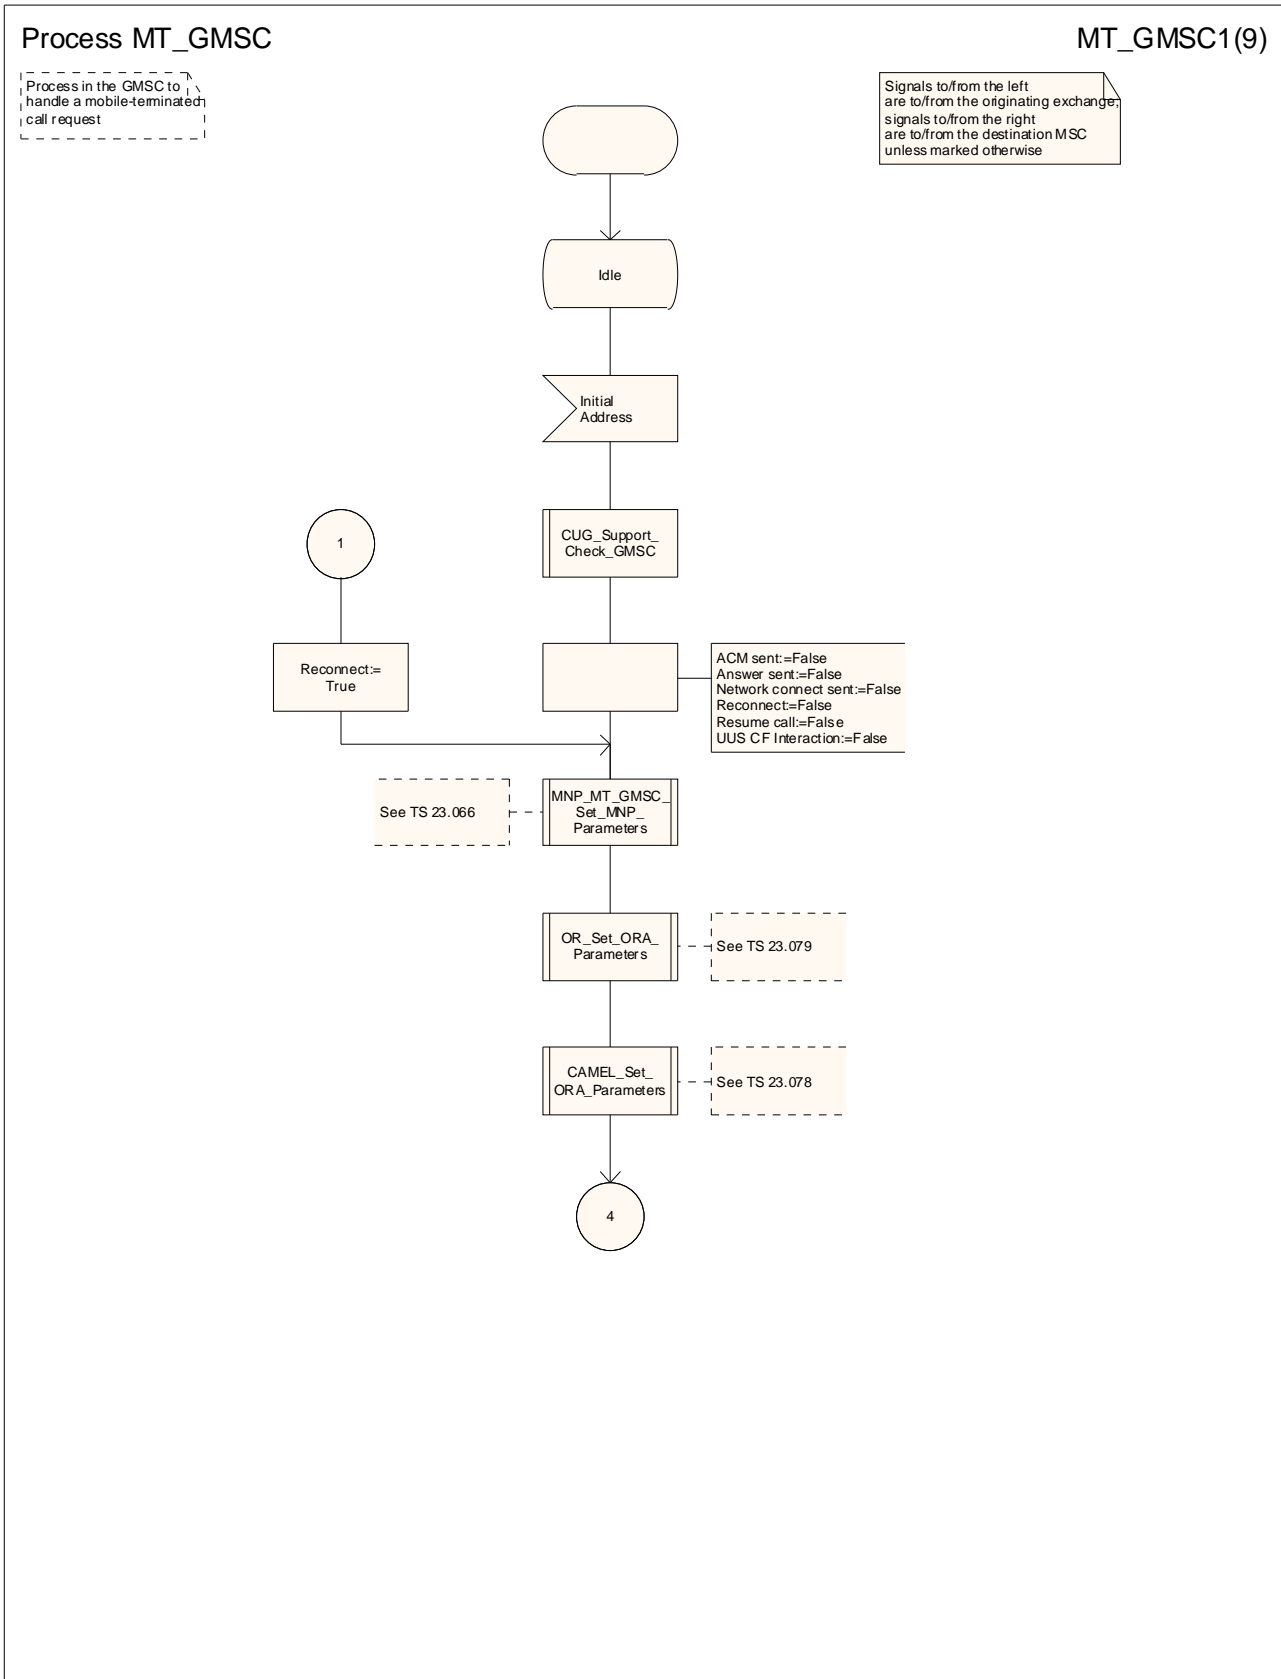 Process MT_GMSC
MT_GMSC1(9)
Process in the GMSC to
handle a mobile-terminated
call request
Signals to/from the left
are to/from the originating exchange;
signals to/from the right
are to/from the destination MSC
unless marked otherwise
Idle
Initial
Address
CUG_Support_
Check_GMSC
1
Reconnect:=
True
ACM sent:=False
Answer sent:=False
Network connect sent:=False
Reconnect:=False
Resume call:=False
UUS CF Interaction:=False
See TS 23.066
MNP_MT_GMSC_
Set_MNP_
Parameters
OR_Set_ORA_
Parameters
See TS 23.079
CAMEL_Set_
ORA_Parameters
See TS 23.078
4